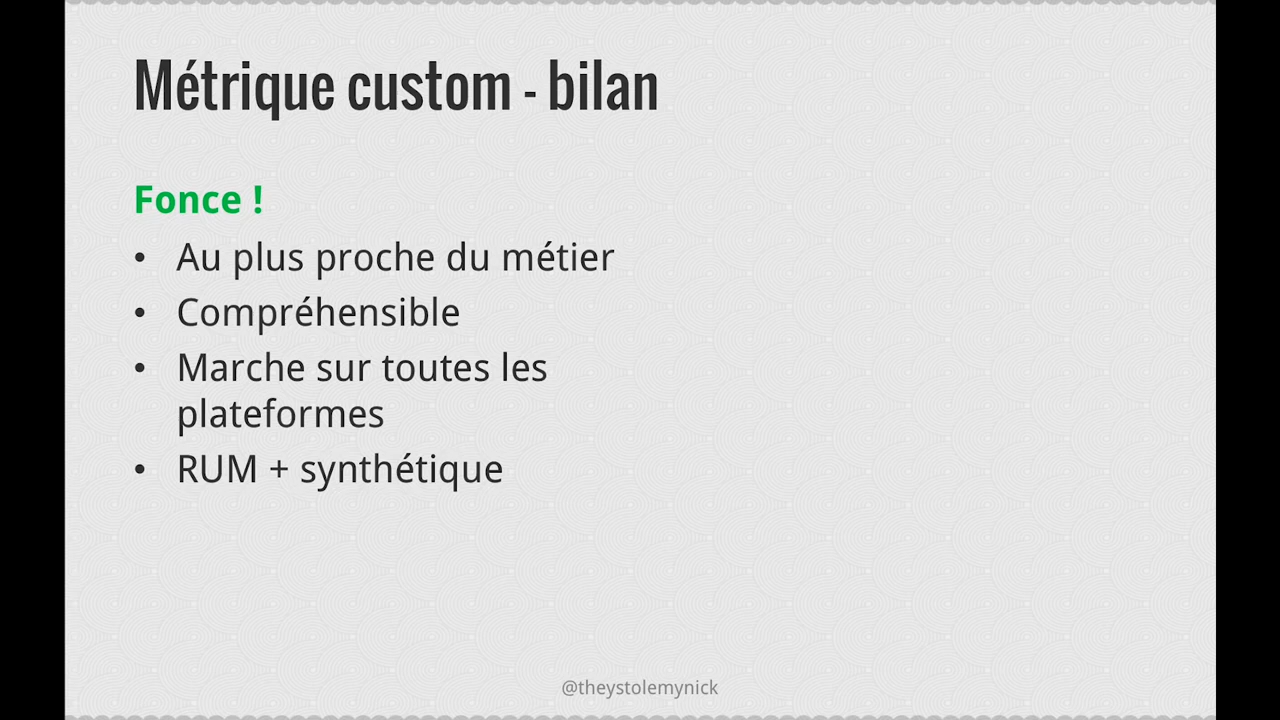 Métrique custom - bilan
Fonce !
• Au plus proche du métier
• Compréhensible
• Marche sur toutes les
plateformes
• RUM + synthétique
@theystolemynick